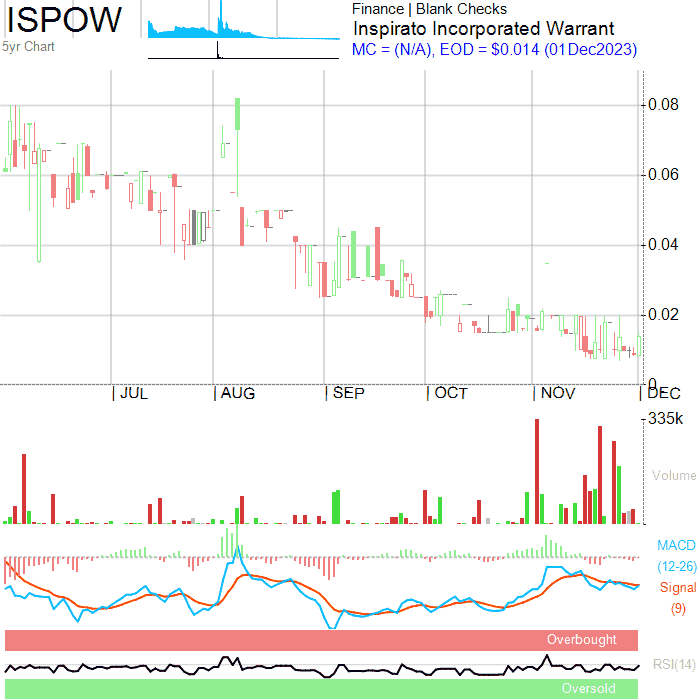 ISPOW
5yr Chart
Finance | Blank Checks
Inspirato Incorporated Warrant
MC = (N/A), EOD = $0.014 (01Dec2023)
0.08
0.06
0.04
0.02
0
JUL
AUG
SEP
OCT
NOV
DEC
335k
Volume
MACD
(12-26)
Signal
(9)
Overbought
RSI(14)
Oversold